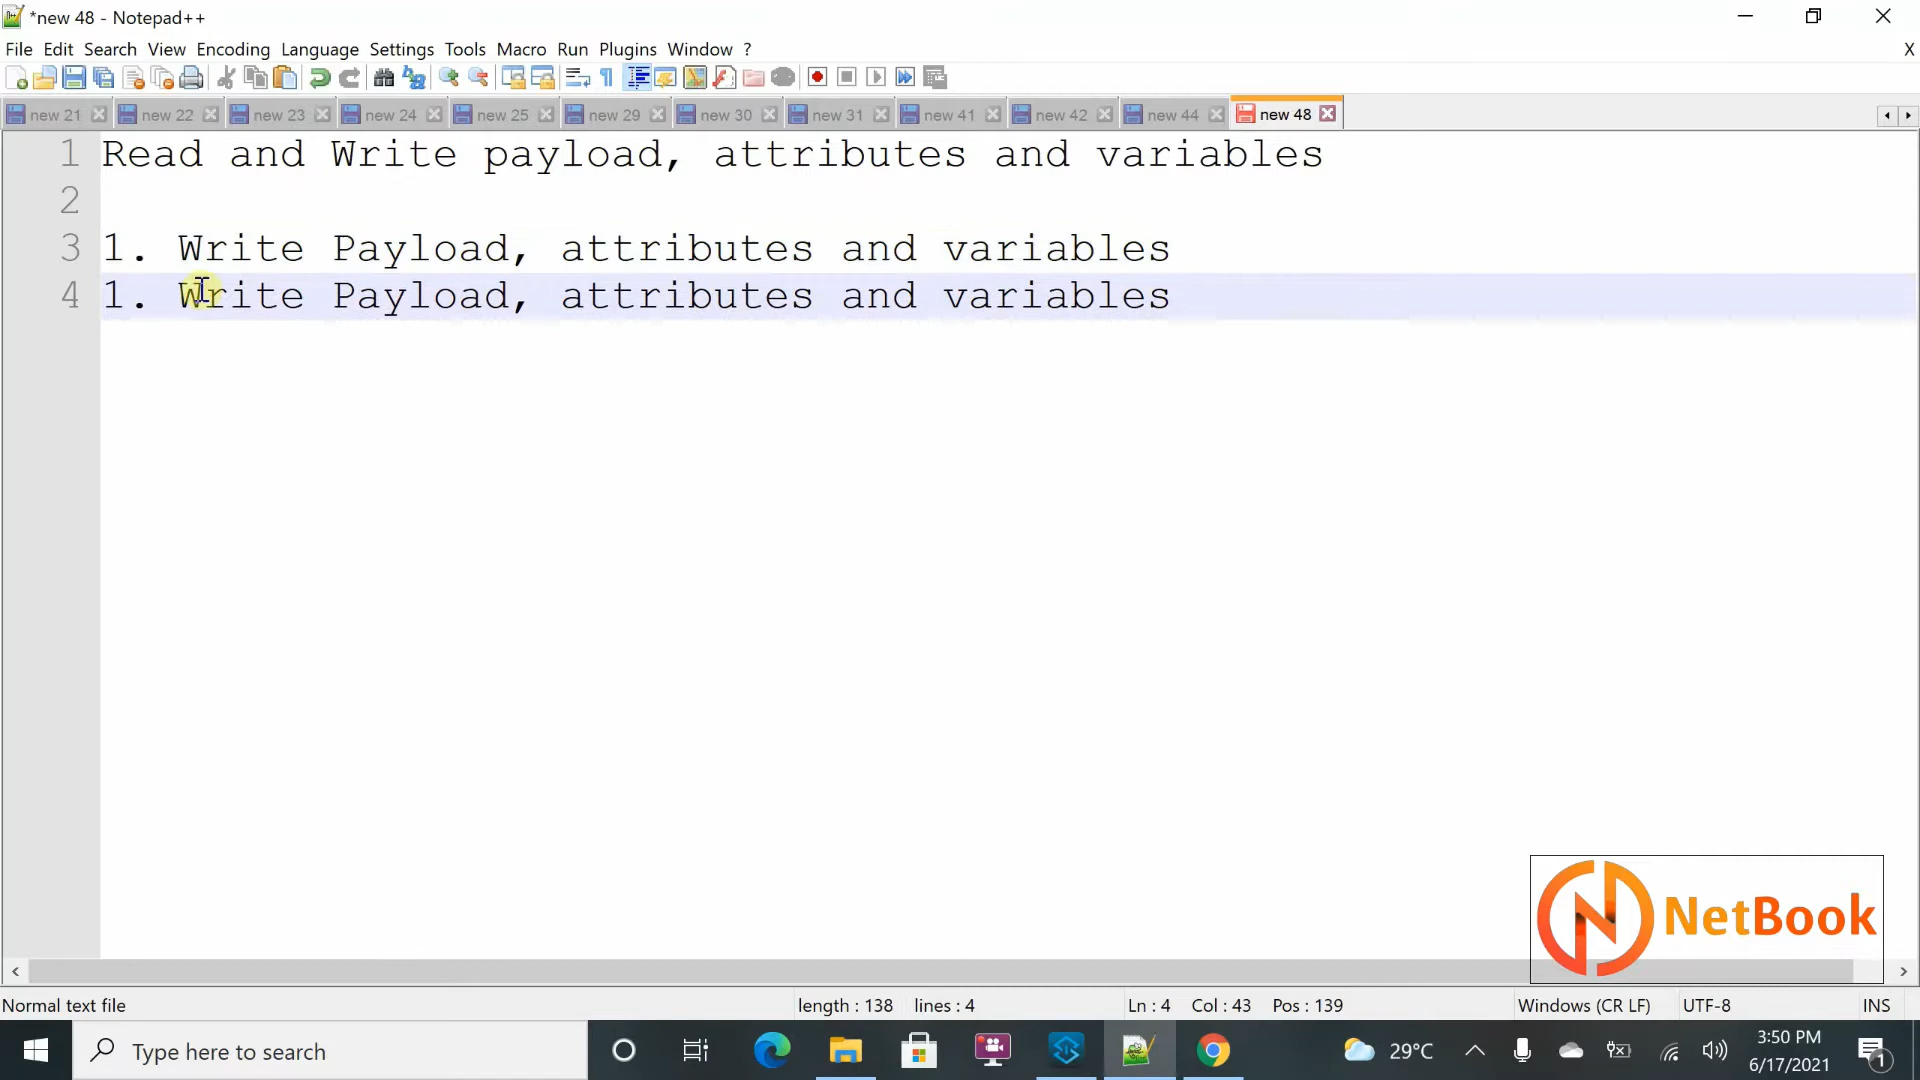 *new 48 - Notepad++
File Edit Search View Encoding Language Settings Tools Macro Run Plugins Window ?
X
new 21 new 22 new 23 new 24 new 25 new 29 new 30 new 31 new 41 new 42 new 44 new 48
1 Read and Write payload, attributes and variables
2
3 1. Write Payload, attributes and variables
4 1. Write Payload, attributes and variables
NetBook
Normal text file length : 138 lines : 4 Ln : 4 Col : 43 Pos : 139 Windows (CR LF) UTF-8 INS
Type here to search
29°C
3:50 PM
6/17/2021
1